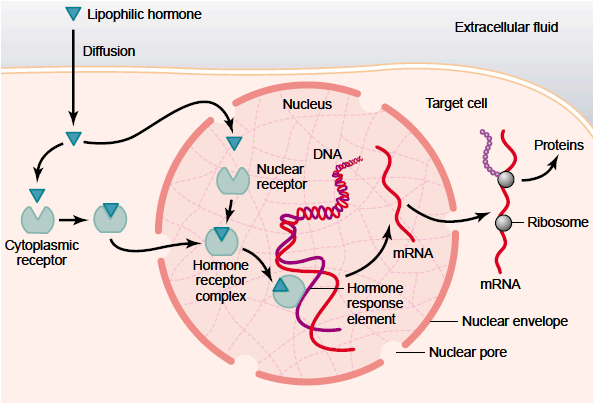 Lipophilic hormone
Extracellular fluid
Diffusion
Nucleus
Target cell
DNA
Proteins
Nuclear
receptor
Cytoplasmic
receptor
Ribosome
mRNA
Hormone
receptor
complex
mRNA
Hormone
response
element
Nuclear envelope
Nuclear pore